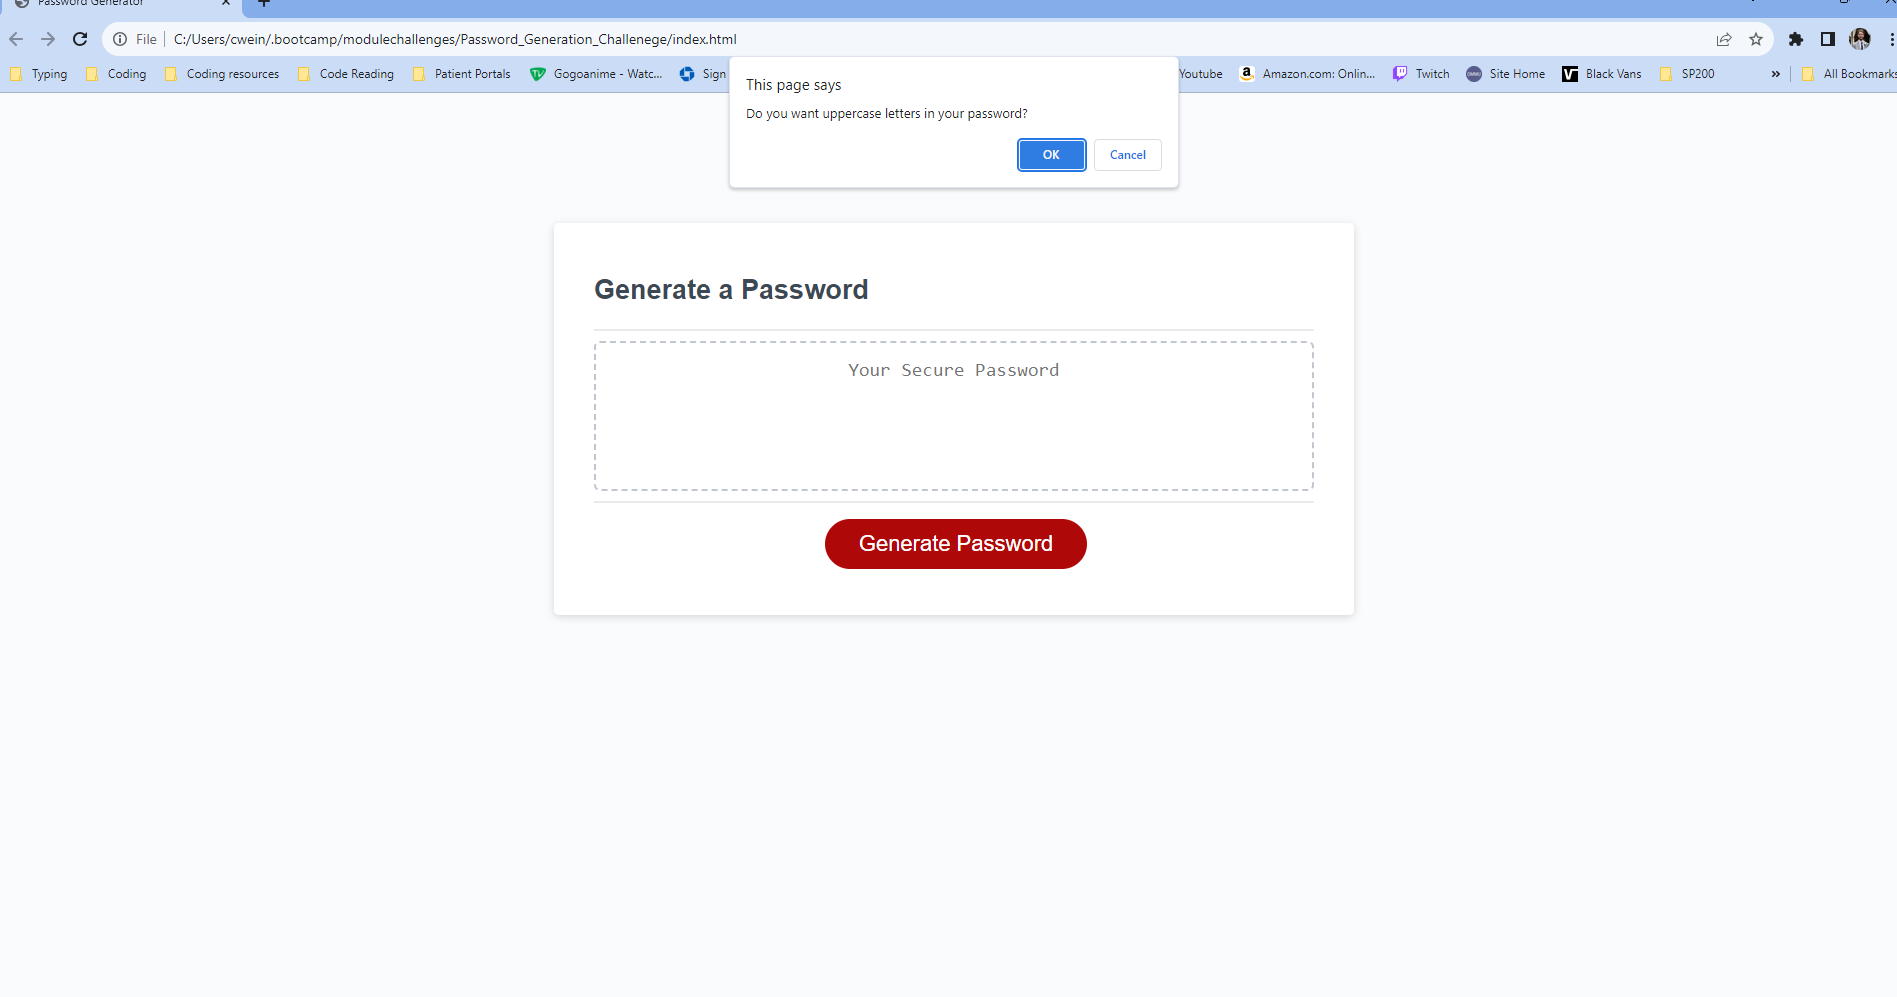 Password Generator
File C:/Users/cwein/.bootcamp/modulechallenges/Password_Generation_Challenege/index.html
Typing Coding Coding resources Code Reading Patient Portals Gogoanime - Watc... Sign Youtube Amazon.com: Onlin... Twitch Site Home Black Vans SP200 » All Bookmarks
This page says
Do you want uppercase letters in your password?
OK Cancel
Generate a Password
Your Secure Password
Generate Password